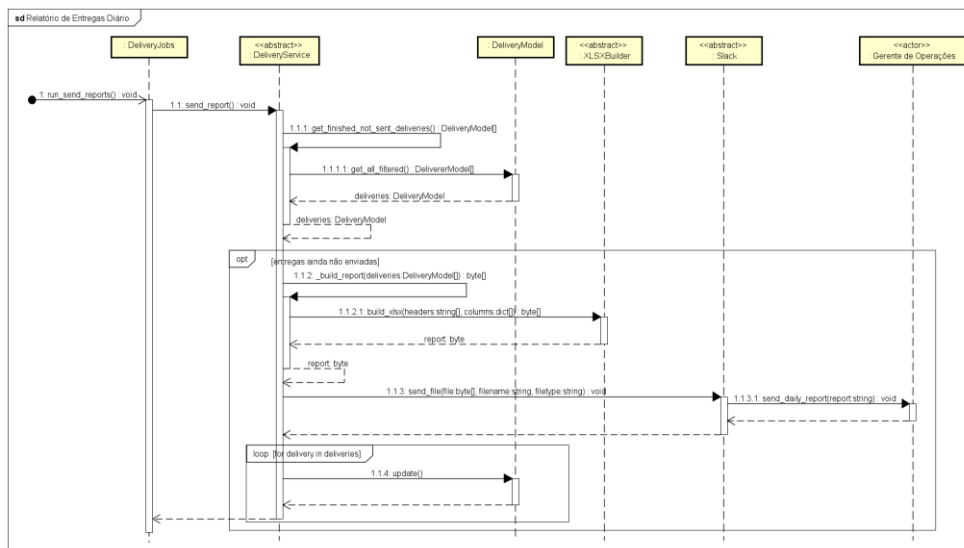 sd Relatório de Entregas Diário
: DeliveryJobs
<<abstract>>
: DeliveryService
: DeliveryModel
<<abstract>>
: XLSXBuilder
<<abstract>>
: Slack
<<actor>>
: Gerente de Operações
1: run_send_reports() : void
1.1: send_report() : void
1.1.1: get_finished_not_sent_deliveries() : DeliveryModel[]
1.1.1.1: get_all_filtered() : DelivererModel[]
deliveries: DeliveryModel
deliveries: DeliveryModel
opt
[entregas ainda não enviadas]
1.1.2: _build_report(deliveries:DeliveryModel[]) : byte[]
1.1.2.1: build_xlsx(headers:string[], columns:dict[]) : byte[]
report: byte
report: byte
1.1.3: send_file(file:byte[], filename:string, filetype:string) : void
1.1.3.1: send_daily_report(report:string) : void
loop
[for delivery in deliveries]
1.1.4: update()